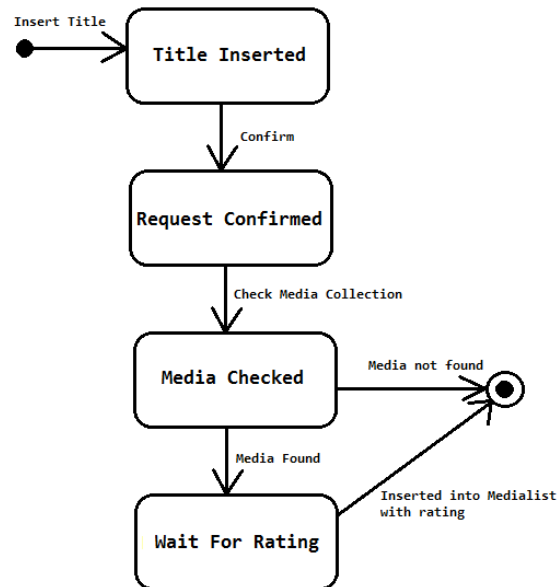 Insert Title
Title Inserted
Confirm
Request Confirmed
Check Media Collection
Media Checked
Media not found
Media Found
Inserted into Medialist
with rating
Wait For Rating